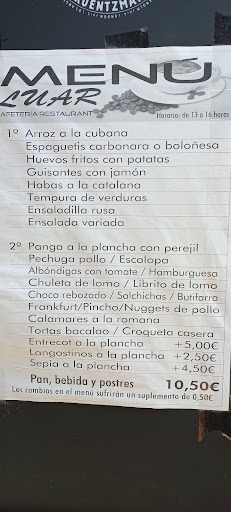 MENÚ
LUAR
CAFETERÍA RESTAURANT
Horario: de 13 a 16 horas
1º Arroz a la cubana
Espaguetis carbonara o boloñesa
Huevos fritos con patatas
Guisantes con jamón
Habas a la catalana
Tempura de verduras
Ensaladilla rusa
Ensalada variada
2º Panga a la plancha con perejil
Pechuga pollo / Escalopa
Albóndigas con tomate / Hamburguesa
Chuleta de lomo / Librito de lomo
Choco rebozado / Salchichas / Butifarra
Frankfurt/Pincho/Nuggets de pollo
Calamares a la romana
Tortas bacalao / Croqueta casera
Entrecot a la plancha +5,00€
Langostinos a la plancha +2,50€
Sepia a la plancha +4,50€
Pan, bebida y postres 10,50€
Los cambios en el menú sufrirán un suplemento de 0,50€